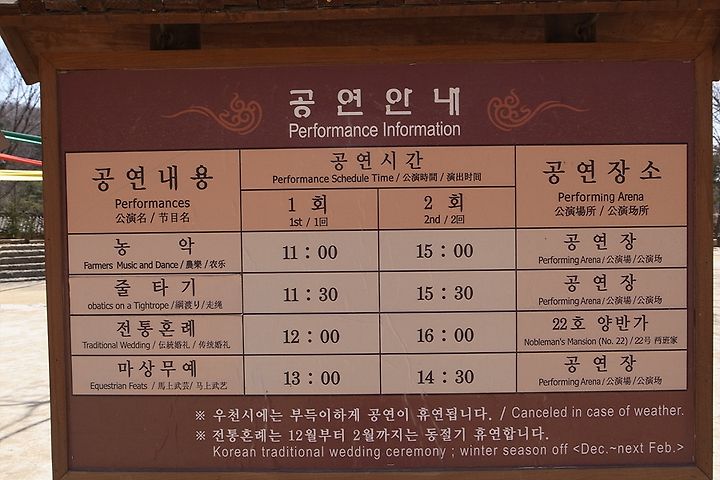 공연안내
Performance Information
공연내용
Performances
公演名 / 节目名
공연시간
Performance Schedule Time / 公演時間 / 演出时间
1 회
1st / 1回
2 회
2nd / 2回
공연장소
Performing Arena
公演場所 / 公演场所
농 악
Farmers Music and Dance / 農樂 / 农乐
11 : 00
15 : 00
공 연 장
Performing Arena / 公演場 / 公演场
줄 타 기
obatics on a Tightrope / 綱渡り / 走绳
11 : 30
15 : 30
공 연 장
Performing Arena / 公演場 / 公演场
전통혼례
Traditional Wedding / 伝統婚礼 / 传统婚礼
12 : 00
16 : 00
22호 양반가
Nobleman's Mansion (No. 22) / 22号 两班家
마상무예
Equestrian Feats / 馬上武芸 / 马上武艺
13 : 00
14 : 30
공 연 장
Performing Arena / 公演場 / 公演场
※ 우천시에는 부득이하게 공연이 휴연됩니다. / Canceled in case of weather.
※ 전통혼례는 12월부터 2월까지는 동절기 휴연합니다.
Korean traditional wedding ceremony ; winter season off <Dec.~next Feb.>